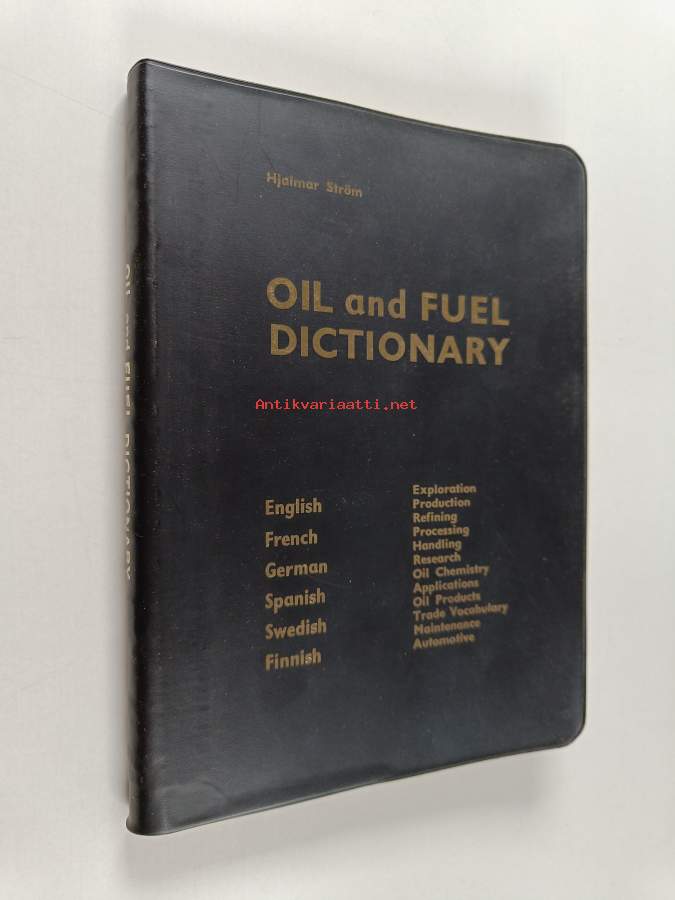 Hjalmar Ström
OIL and FUEL
DICTIONARY
Antikvariaatti.net
English
French
German
Spanish
Swedish
Finnish
Exploration
Production
Refining
Processing
Handling
Research
Oil Chemistry
Applications
Oil Products
Trade Vocabulary
Maintenance
Automotive
OIL and FUEL DICTIONARY